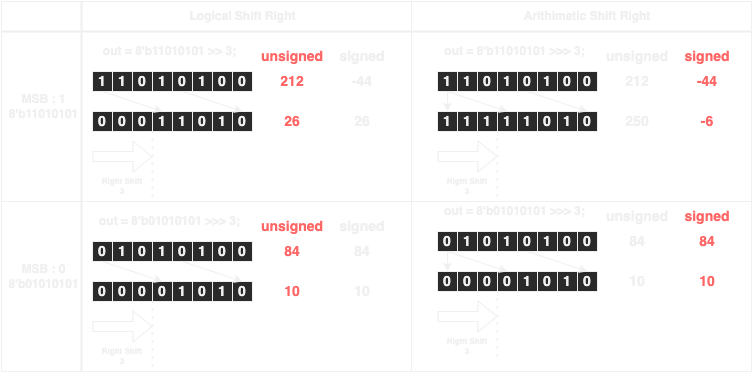 Logical Shift Right
Arithmatic Shift Right
MSB : 1
8'b11010101
out = 8'b11010101 >> 3;
unsigned signed
1 1 0 1 0 1 0 0 212 -44
0 0 0 1 1 0 1 0 26 26
Right Shift
3
out = 8'b11010101 >>> 3;
unsigned signed
1 1 0 1 0 1 0 0 212 -44
1 1 1 1 1 0 1 0 250 -6
Right Shift
3
MSB : 0
8'b01010101
out = 8'b01010101 >>> 3;
unsigned signed
0 1 0 1 0 1 0 0 84 84
0 0 0 0 1 0 1 0 10 10
Right Shift
3
out = 8'b01010101 >>> 3;
unsigned signed
0 1 0 1 0 1 0 0 84 84
0 0 0 0 1 0 1 0 10 10
Right Shift
3